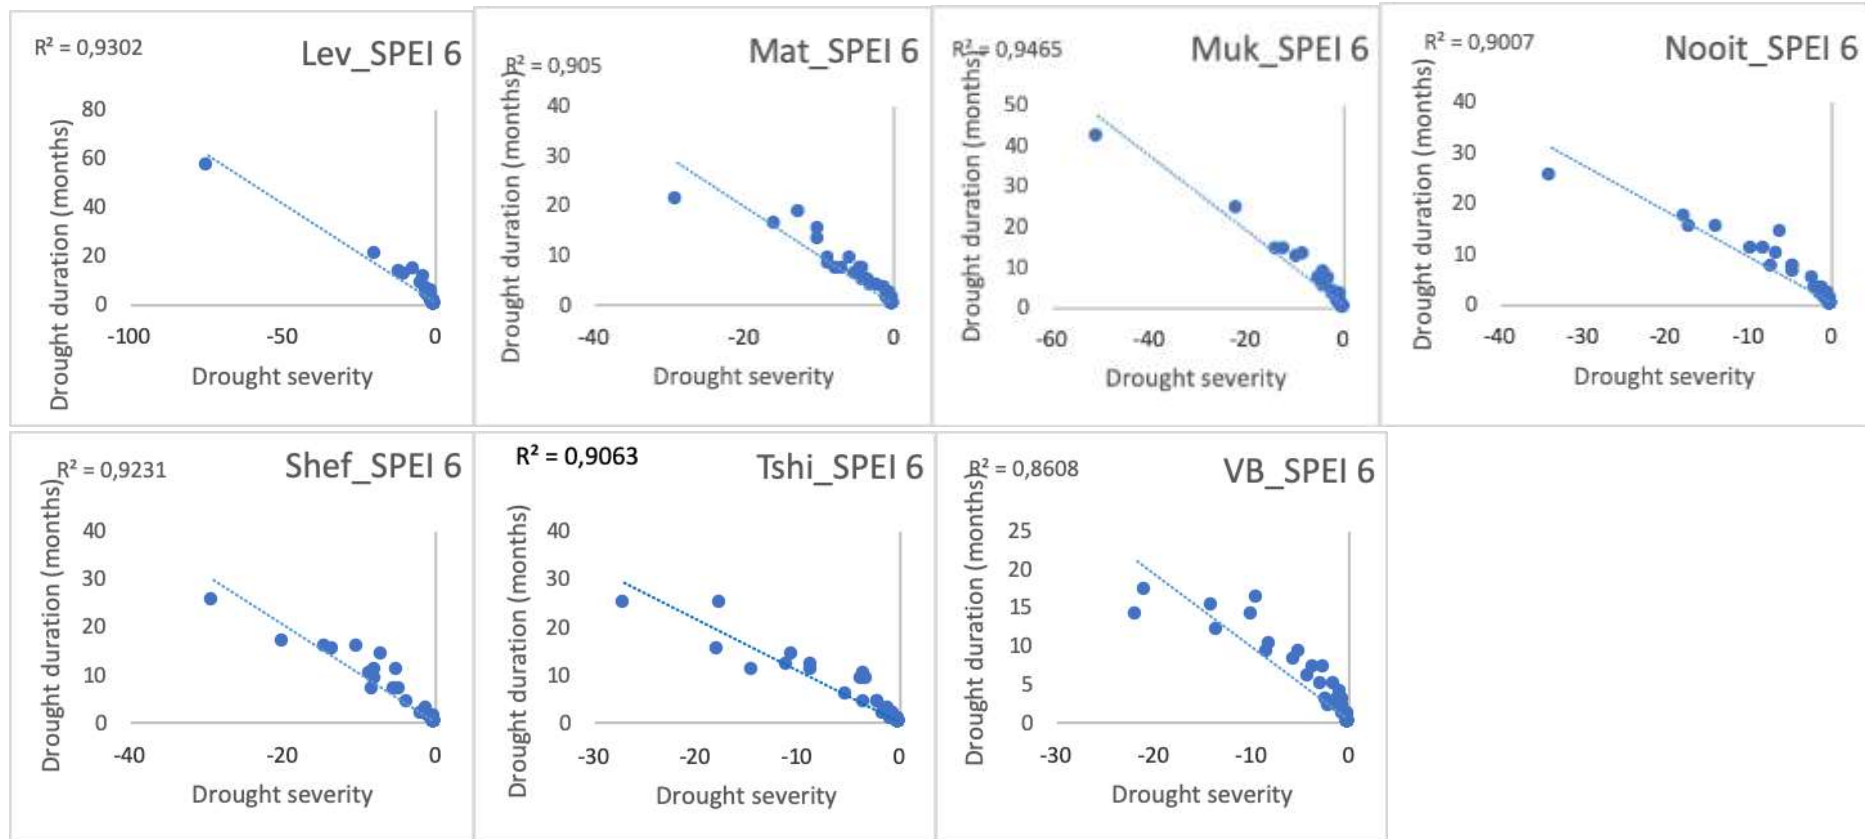 R² = 0,9302
Lev_SPEI 6
Drought duration (months)
80
60
40
20
0
-100
-50
0
Drought severity
R² = 0,905
Mat_SPEI 6
Drought duration (months)
40
30
20
10
0
-40
-20
0
Drought severity
R² = 0,9465
Muk_SPEI 6
Drought duration (months)
50
40
30
20
10
0
-60
-40
-20
0
Drought severity
R² = 0,9007
Nooit_SPEI 6
Drought duration (months)
40
30
20
10
0
-40
-30
-20
-10
0
Drought severity
R² = 0,9231
Shef_SPEI 6
Drought duration (months)
40
30
20
10
0
-40
-20
0
Drought severity
R² = 0,9063
Tshi_SPEI 6
Drought duration (months)
40
30
20
10
0
-30
-20
-10
0
Drought severity
R² = 0,8608
VB_SPEI 6
Drought duration (months)
25
20
15
10
5
0
-30
-20
-10
0
Drought severity